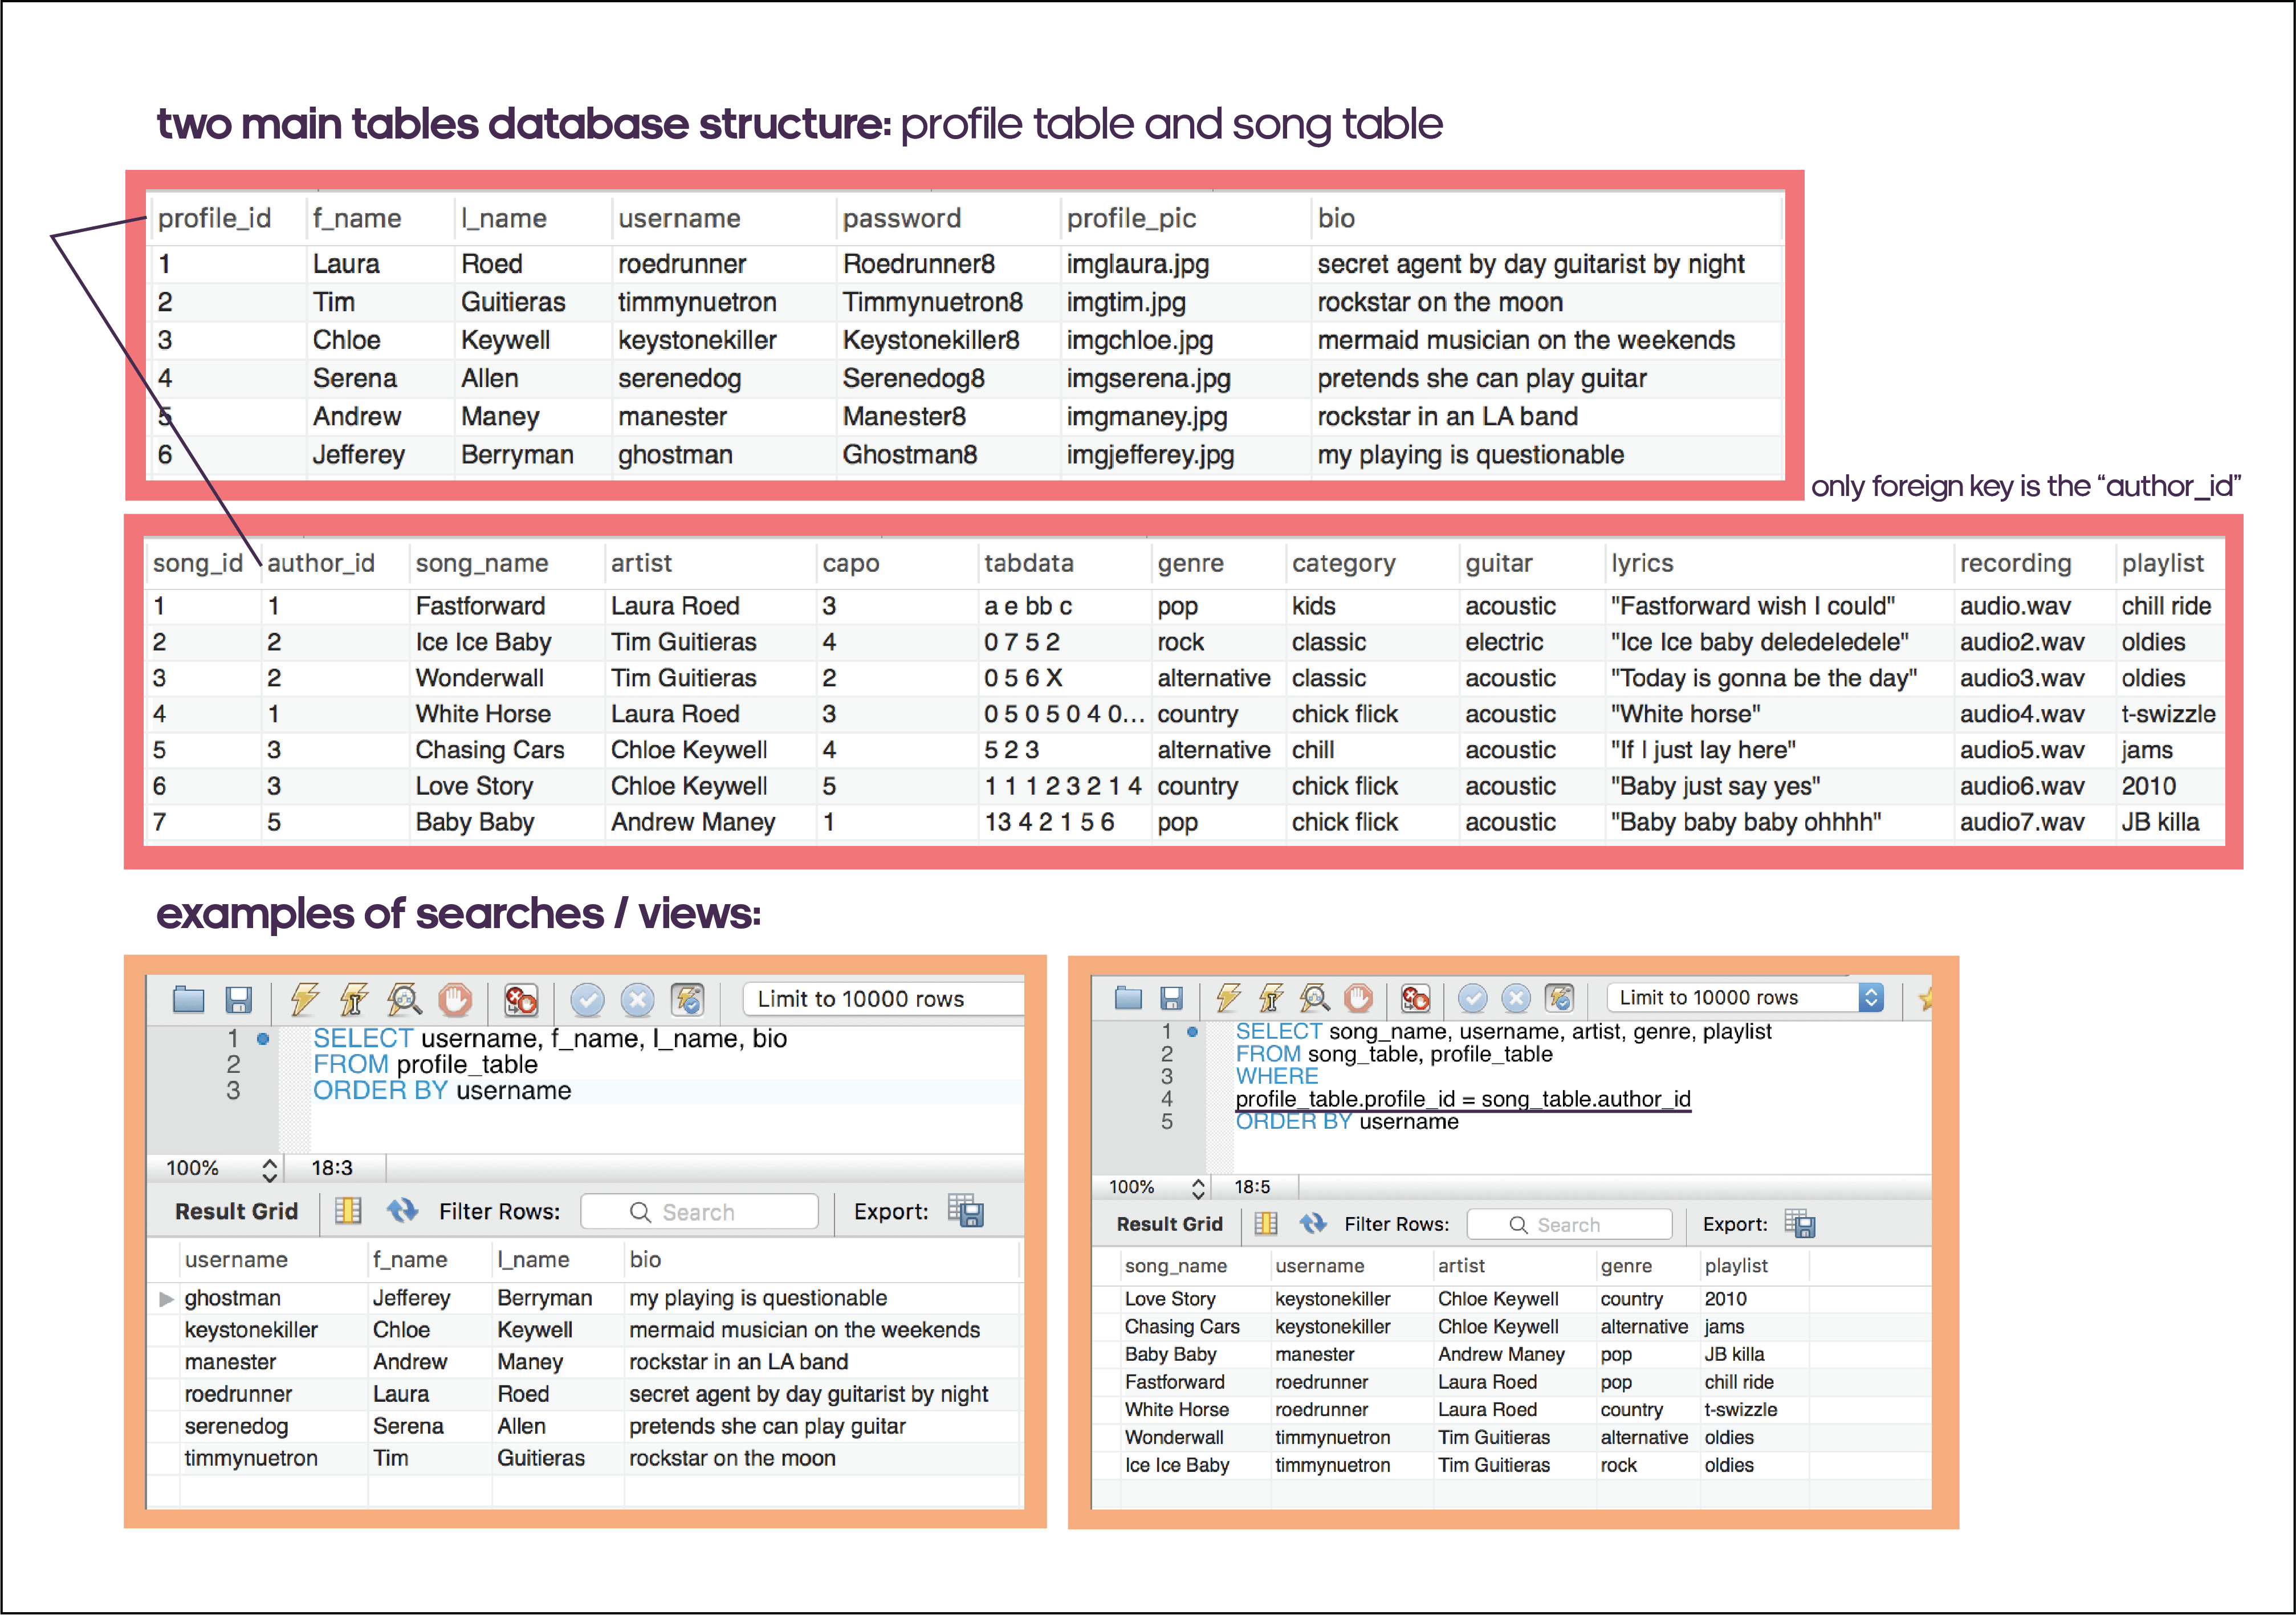 two main tables database structure: profile table and song table
profile_id f_name l_name username password profile_pic bio
1 Laura Roed roedrunner Roedrunner8 imglaura.jpg secret agent by day guitarist by night
2 Tim Guitieras timmynuetron Timmynuetron8 imgtim.jpg rockstar on the moon
3 Chloe Keywell keystonekiller Keystonekiller8 imgchloe.jpg mermaid musician on the weekends
4 Serena Allen serenedog Serenedog8 imgserena.jpg pretends she can play guitar
5 Andrew Maney manester Manester8 imgmaney.jpg rockstar in an LA band
6 Jefferey Berryman ghostman Ghostman8 imgjefferey.jpg my playing is questionable
only foreign key is the “author_id”
song_id author_id song_name artist capo tabdata genre category guitar lyrics recording playlist
1 1 Fastforward Laura Roed 3 a e bb c pop kids acoustic "Fastforward wish I could" audio.wav chill ride
2 2 Ice Ice Baby Tim Guitieras 4 0 7 5 2 rock classic electric "Ice Ice baby deledeledele" audio2.wav oldies
3 2 Wonderwall Tim Guitieras 2 0 5 6 X alternative classic acoustic "Today is gonna be the day" audio3.wav oldies
4 1 White Horse Laura Roed 3 0 5 0 5 0 4 0... country chick flick acoustic "White horse" audio4.wav t-swizzle
5 3 Chasing Cars Chloe Keywell 4 5 2 3 alternative chill acoustic "If I just lay here" audio5.wav jams
6 3 Love Story Chloe Keywell 5 1 1 1 2 3 2 1 4 country chick flick acoustic "Baby just say yes" audio6.wav 2010
7 5 Baby Baby Andrew Maney 1 13 4 2 1 5 6 pop chick flick acoustic "Baby baby baby ohhhh" audio7.wav JB killa
examples of searches / views:
Limit to 10000 rows
1 SELECT username, f_name, l_name, bio
2 FROM profile_table
3 ORDER BY username
100% 18:3
Result Grid Filter Rows: Search Export:
username f_name l_name bio
ghostman Jefferey Berryman my playing is questionable
keystonekiller Chloe Keywell mermaid musician on the weekends
manester Andrew Maney rockstar in an LA band
roedrunner Laura Roed secret agent by day guitarist by night
serenedog Serena Allen pretends she can play guitar
timmynuetron Tim Guitieras rockstar on the moon
Limit to 10000 rows
1 SELECT song_name, username, artist, genre, playlist
2 FROM song_table, profile_table
3 WHERE
4 profile_table.profile_id = song_table.author_id
5 ORDER BY username
100% 18:5
Result Grid Filter Rows: Search Export:
song_name username artist genre playlist
Love Story keystonekiller Chloe Keywell country 2010
Chasing Cars keystonekiller Chloe Keywell alternative jams
Baby Baby manester Andrew Maney pop JB killa
Fastforward roedrunner Laura Roed pop chill ride
White Horse roedrunner Laura Roed country t-swizzle
Wonderwall timmynuetron Tim Guitieras alternative oldies
Ice Ice Baby timmynuetron Tim Guitieras rock oldies